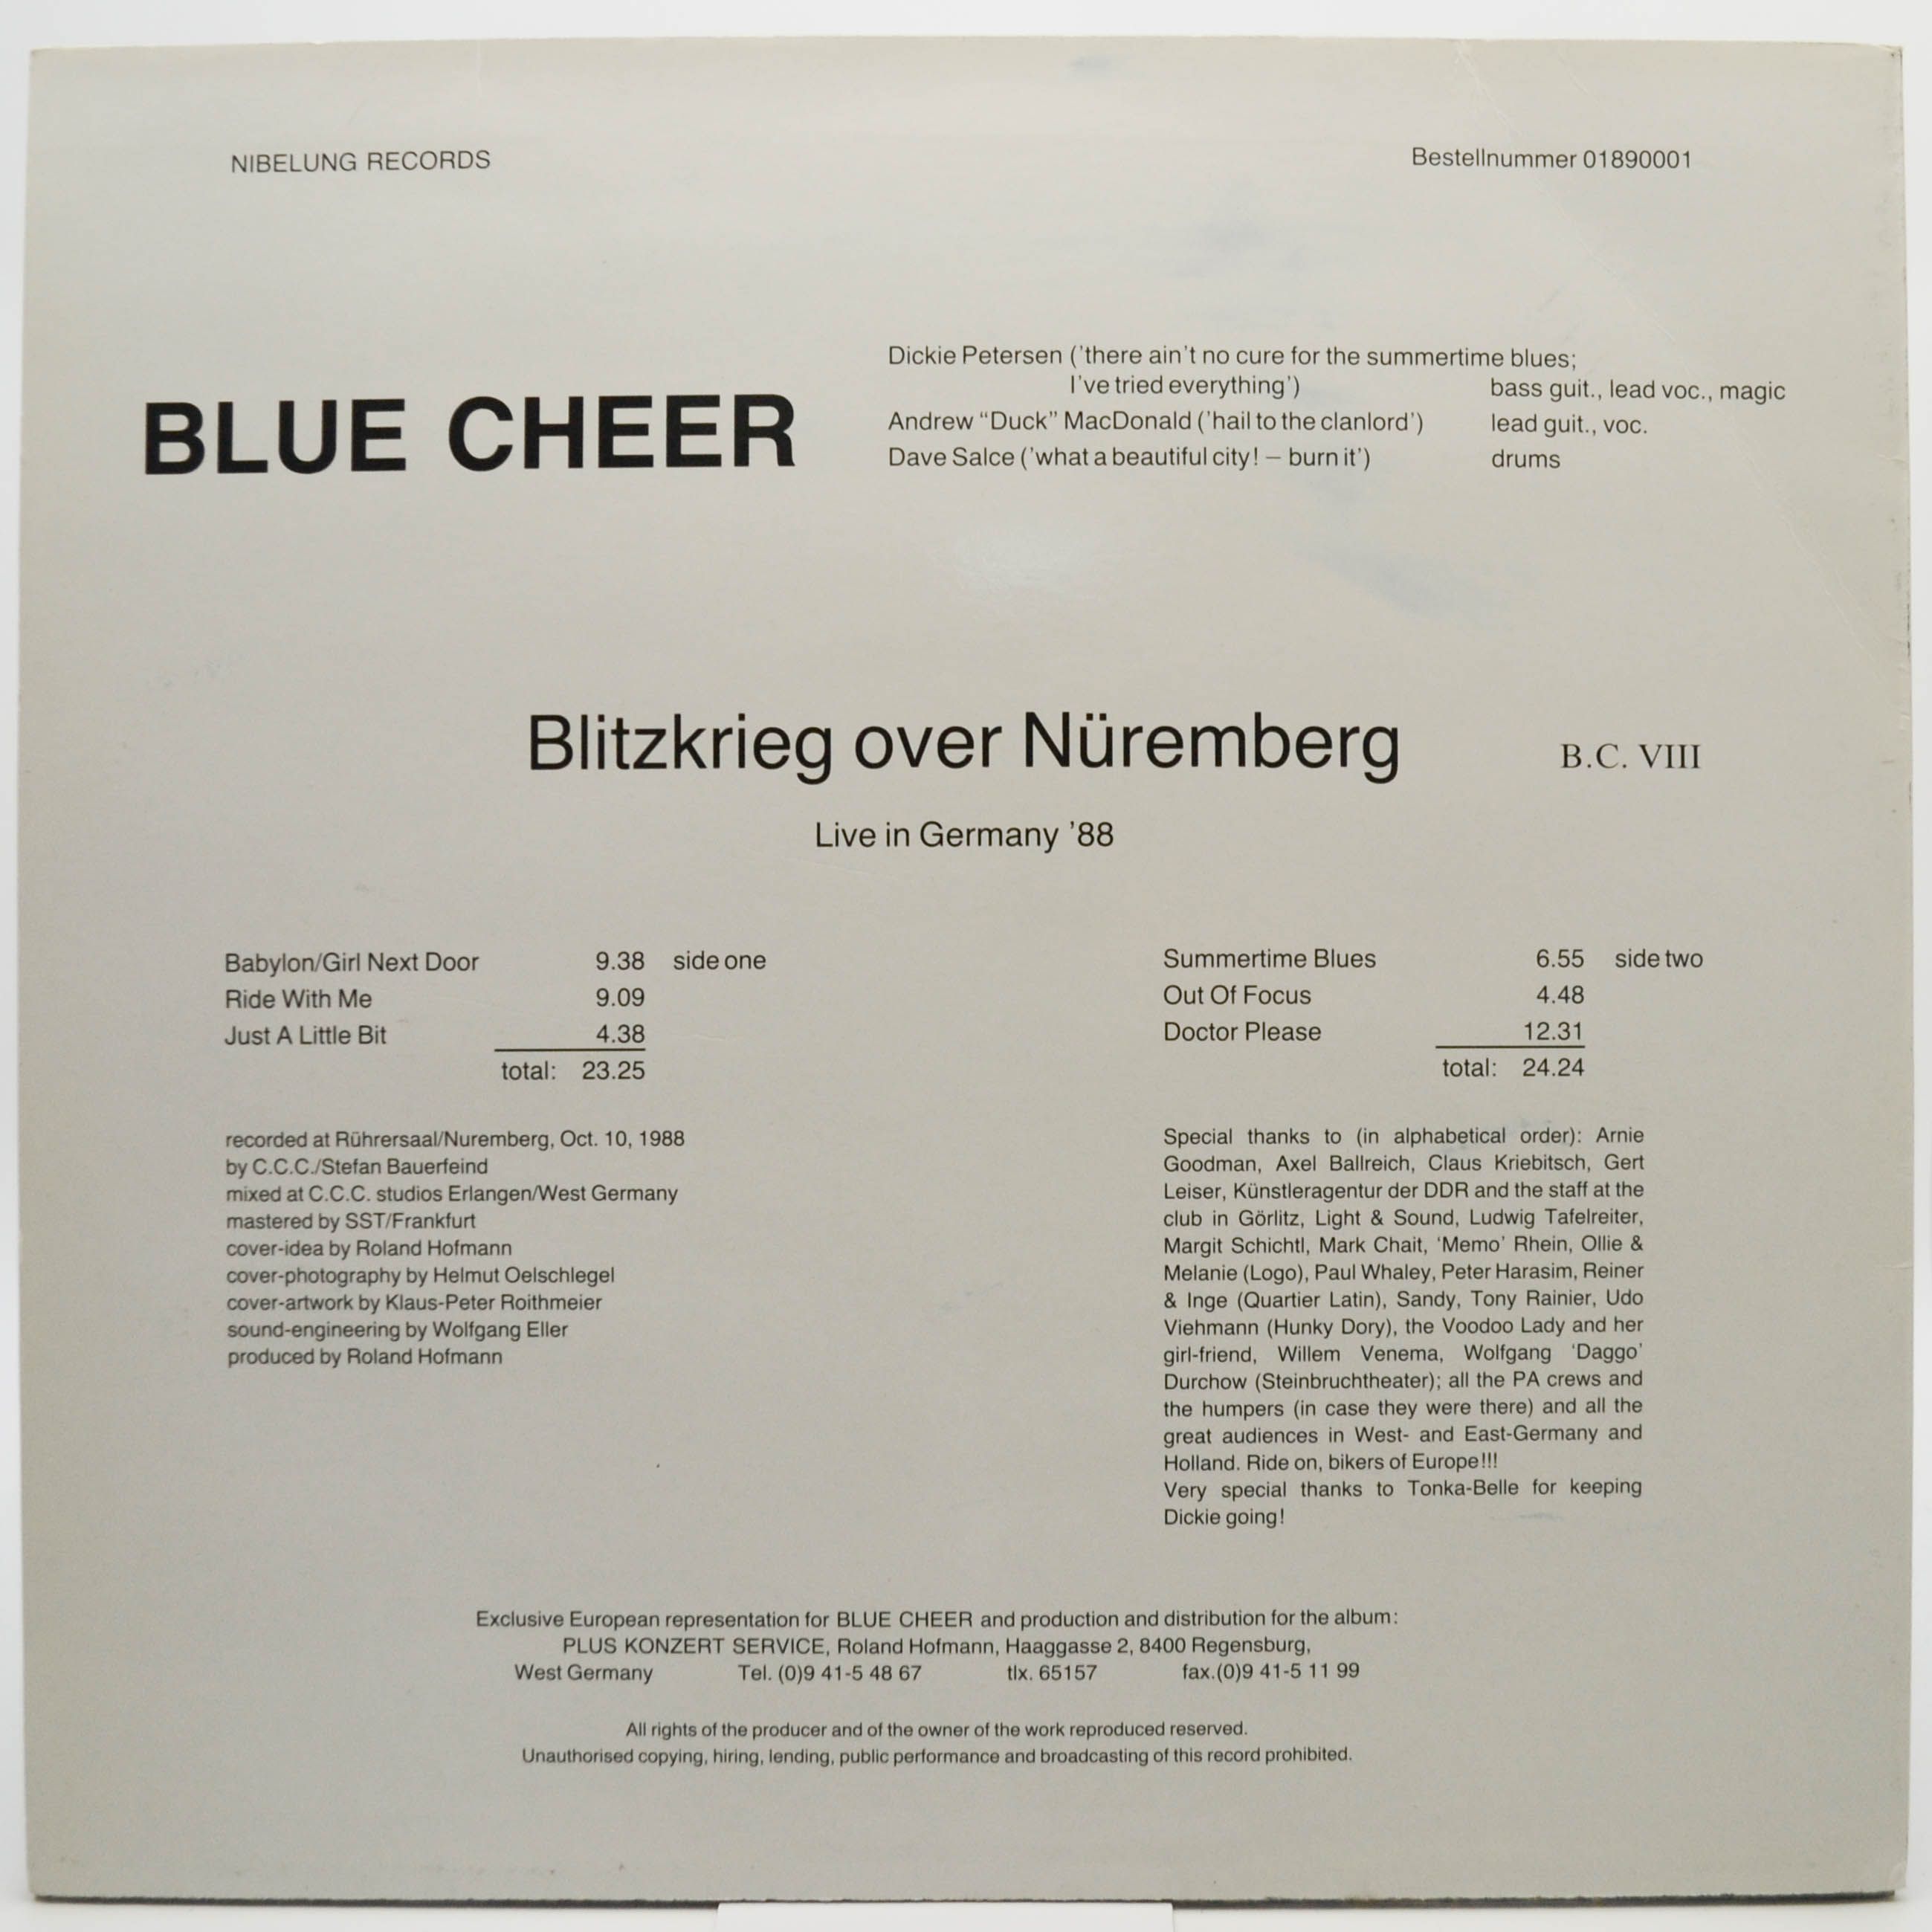 NIBELUNG RECORDS
Bestellnummer 01890001
BLUE CHEER
Dickie Petersen ('there ain't no cure for the summertime blues;
I've tried everything') bass guit., lead voc., magic
Andrew “Duck” MacDonald ('hail to the clanlord') lead guit., voc.
Dave Salce ('what a beautiful city! – burn it') drums
Blitzkrieg over Nüremberg B.C. VIII
Live in Germany '88
Babylon/Girl Next Door 9.38 side one
Ride With Me 9.09
Just A Little Bit 4.38
total: 23.25
Summertime Blues 6.55 side two
Out Of Focus 4.48
Doctor Please 12.31
total: 24.24
recorded at Rührersaal/Nuremberg, Oct. 10, 1988
by C.C.C./Stefan Bauerfeind
mixed at C.C.C. studios Erlangen/West Germany
mastered by SST/Frankfurt
cover-idea by Roland Hofmann
cover-photography by Helmut Oelschlegel
cover-artwork by Klaus-Peter Roithmeier
sound-engineering by Wolfgang Eller
produced by Roland Hofmann
Special thanks to (in alphabetical order): Arnie
Goodman, Axel Ballreich, Claus Kriebitsch, Gert
Leiser, Künstleragentur der DDR and the staff at the
club in Görlitz, Light & Sound, Ludwig Tafelreiter,
Margit Schichtl, Mark Chait, ‘Memo’ Rhein, Ollie &
Melanie (Logo), Paul Whaley, Peter Harasim, Reiner
& Inge (Quartier Latin), Sandy, Tony Rainier, Udo
Viehmann (Hunky Dory), the Voodoo Lady and her
girl-friend, Willem Venema, Wolfgang ‘Daggo’
Durchow (Steinbruchtheater); all the PA crews and
the humpers (in case they were there) and all the
great audiences in West- and East-Germany and
Holland. Ride on, bikers of Europe!!!
Very special thanks to Tonka-Belle for keeping
Dickie going!
Exclusive European representation for BLUE CHEER and production and distribution for the album:
PLUS KONZERT SERVICE, Roland Hofmann, Haaggasse 2, 8400 Regensburg,
West Germany Tel. (0)9 41-5 48 67 tlx. 65157 fax.(0)9 41-5 11 99
All rights of the producer and of the owner of the work reproduced reserved.
Unauthorised copying, hiring, lending, public performance and broadcasting of this record prohibited.